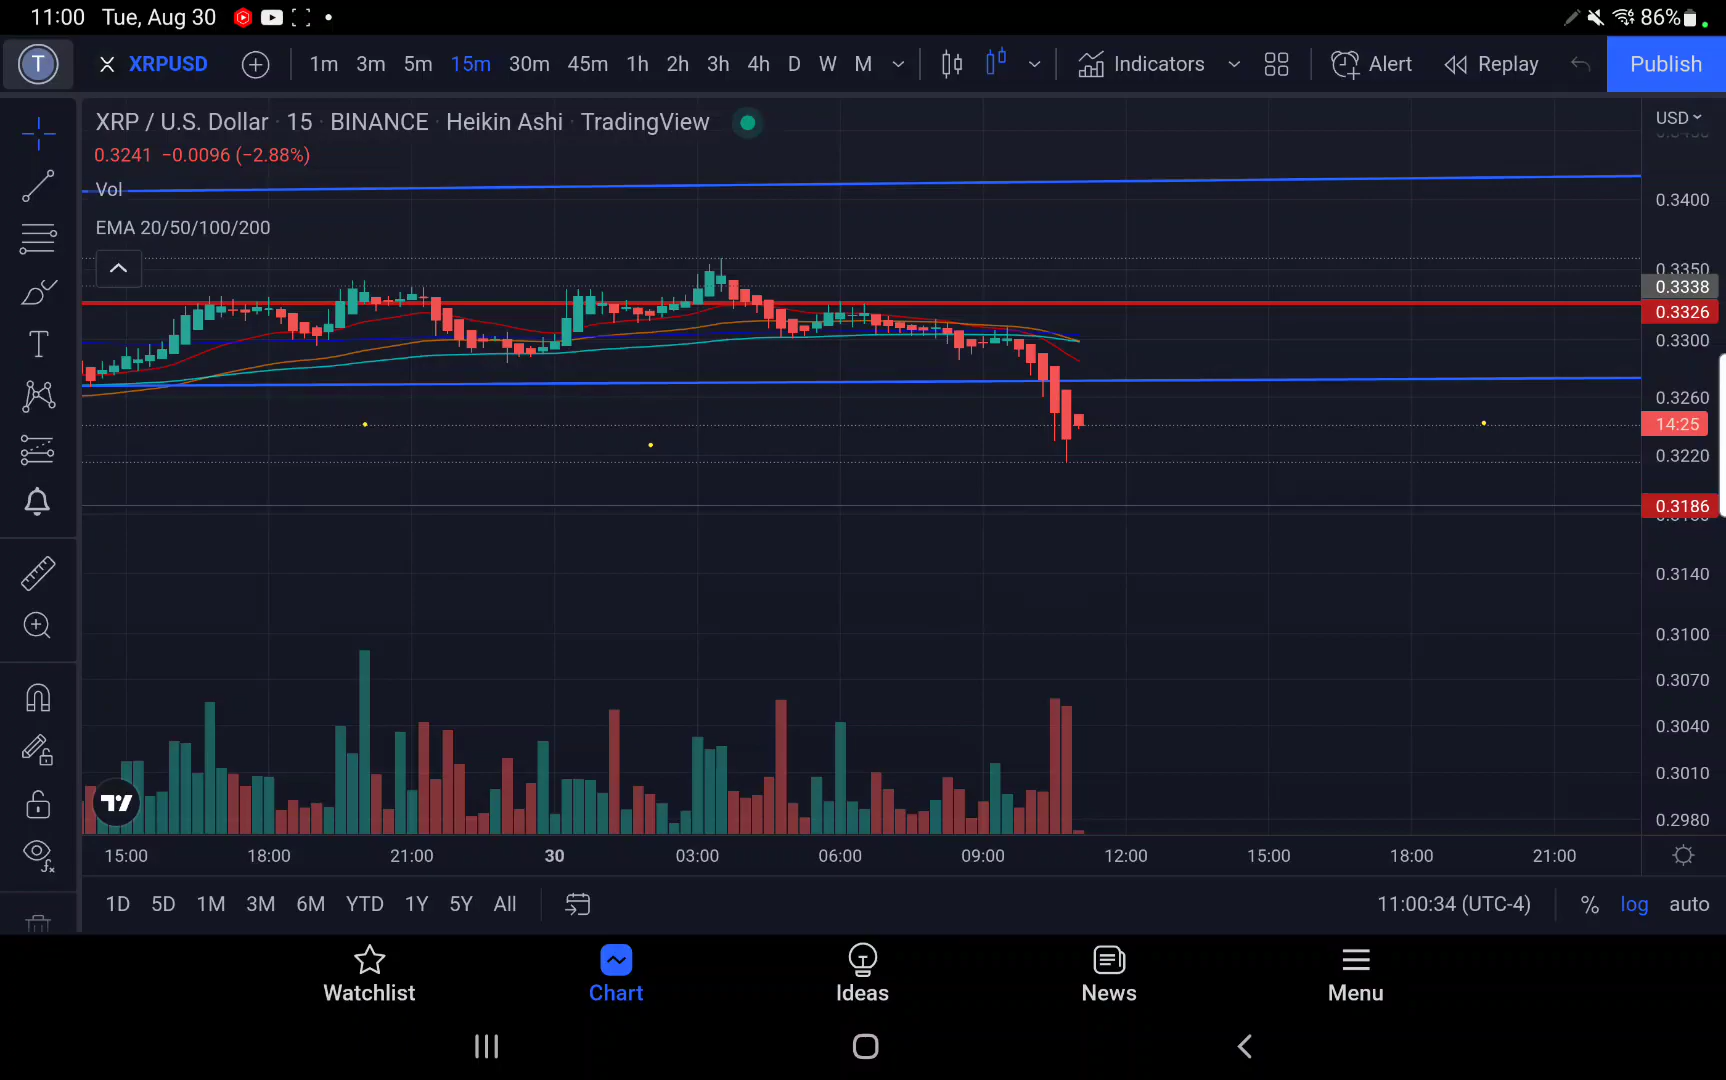 11:00 Tue, Aug 30 86%
T XRPUSD 1m 3m 5m 15m 30m 45m 1h 2h 3h 4h D W M Indicators Alert Replay Publish
XRP / U.S. Dollar · 15 · BINANCE · Heikin Ashi · TradingView
USD
0.3241 −0.0096 (−2.88%)
Vol
0.3400
EMA 20/50/100/200
0.3350
0.3338
0.3326
0.3300
0.3260
14:25
0.3220
0.3186
0.3140
0.3100
0.3070
0.3040
0.3010
0.2980
15:00 18:00 21:00 30 03:00 06:00 09:00 12:00 15:00 18:00 21:00
1D 5D 1M 3M 6M YTD 1Y 5Y All 11:00:34 (UTC-4) % log auto
Watchlist Chart Ideas News Menu